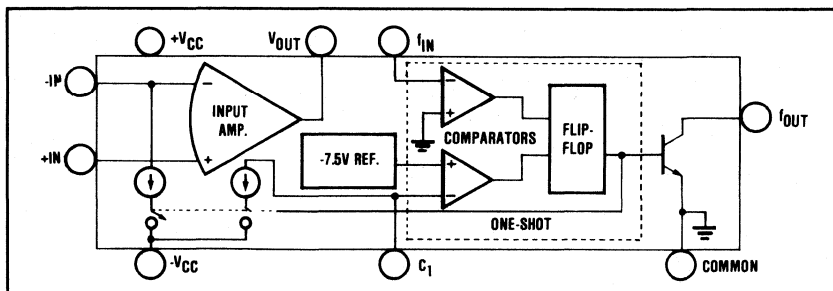 +VCC
VOUT
fIN
-IN
INPUT
AMP.
+IN
-7.5V REF.
COMPARATORS
FLIP-
FLOP
fOUT
ONE-SHOT
-VCC
C1
COMMON